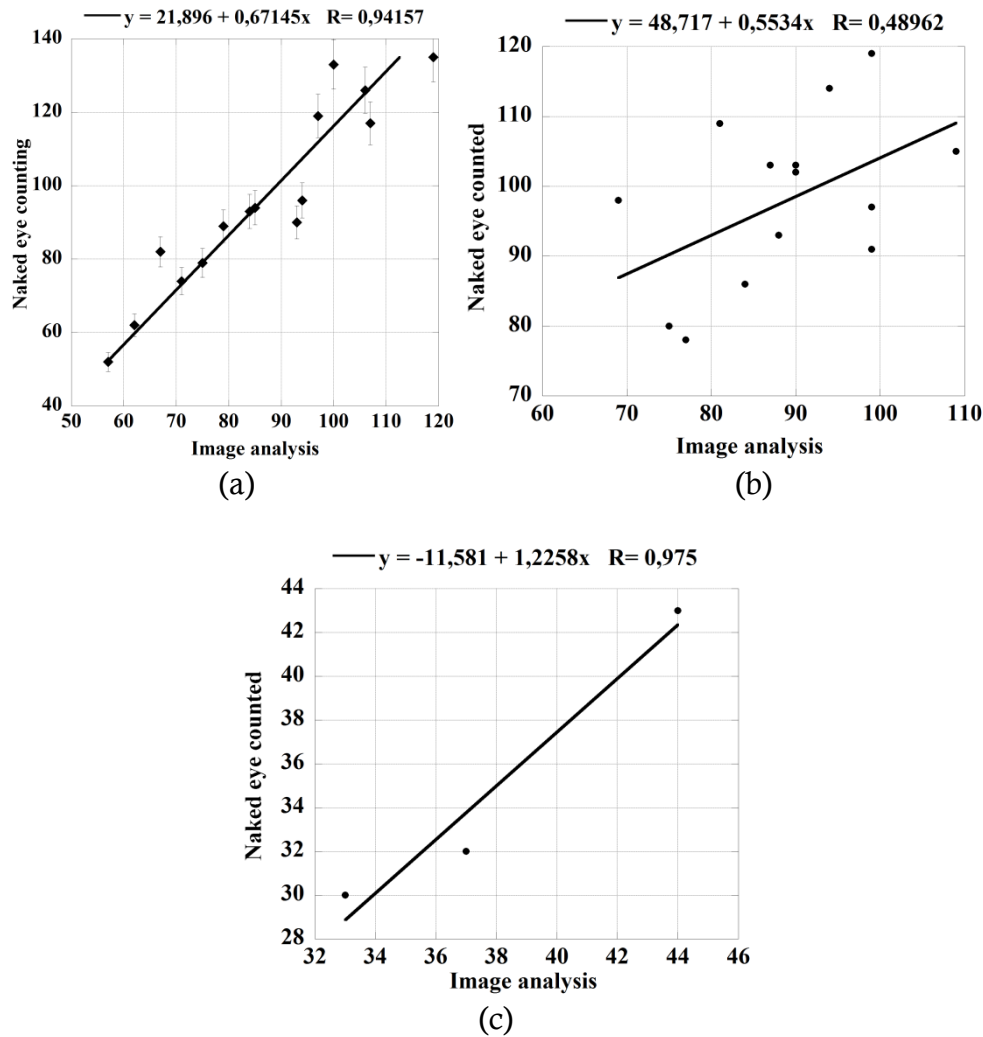 y = 21,896 + 0,67145x R= 0,94157
140
120
100
80
60
40
Naked eye counting
50 60 70 80 90 100 110 120
Image analysis
(a)
y = 48,717 + 0,5534x R= 0,48962
120
110
100
90
80
70
Naked eye counted
60 70 80 90 100 110
Image analysis
(b)
y = -11,581 + 1,2258x R= 0,975
44
42
40
38
36
34
32
30
28
Naked eye counted
32 34 36 38 40 42 44 46
Image analysis
(c)